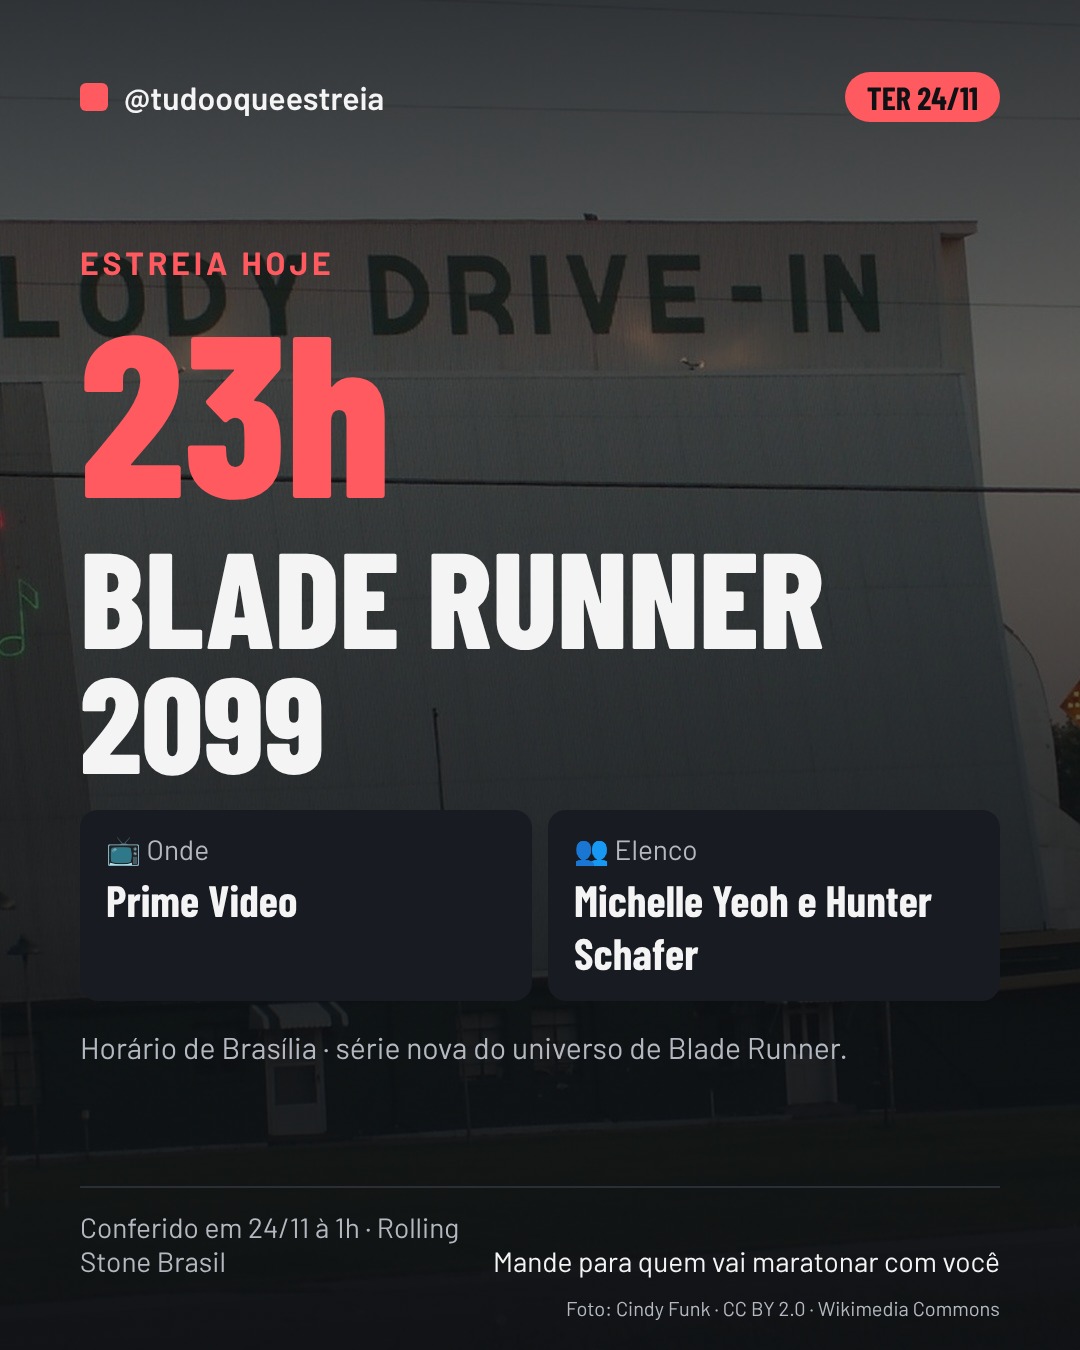 @tudooqueestreia
TER 24/11
LODY DRIVE-IN
ESTREIA HOJE
23h
BLADE RUNNER
2099
📺 Onde
Prime Video
👥 Elenco
Michelle Yeoh e Hunter
Schafer
Horário de Brasília · série nova do universo de Blade Runner.
Conferido em 24/11 à 1h · Rolling
Stone Brasil
Mande para quem vai maratonar com você
Foto: Cindy Funk · CC BY 2.0 · Wikimedia Commons